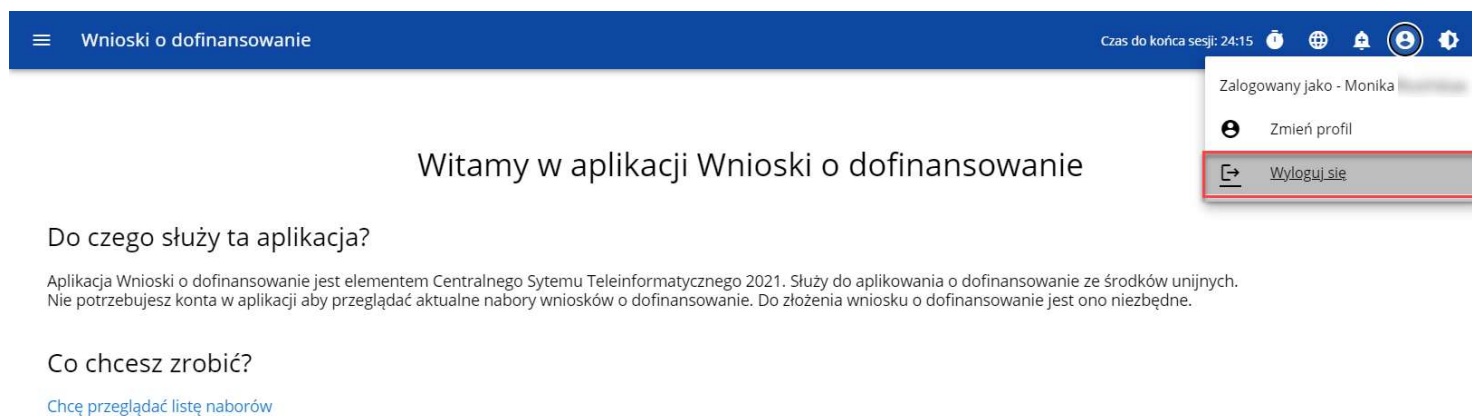 Wnioski o dofinansowanie
Czas do końca sesji: 24:15
Zalogowany jako - Monika
Zmień profil
Wyloguj się
Witamy w aplikacji Wnioski o dofinansowanie
Do czego służy ta aplikacja?
Aplikacja Wnioski o dofinansowanie jest elementem Centralnego Sytemu Teleinformatycznego 2021. Służy do aplikowania o dofinansowanie ze środków unijnych.
Nie potrzebujesz konta w aplikacji aby przeglądać aktualne nabory wniosków o dofinansowanie. Do złożenia wniosku o dofinansowanie jest ono niezbędne.
Co chcesz zrobić?
Chcę przeglądać listę naborów